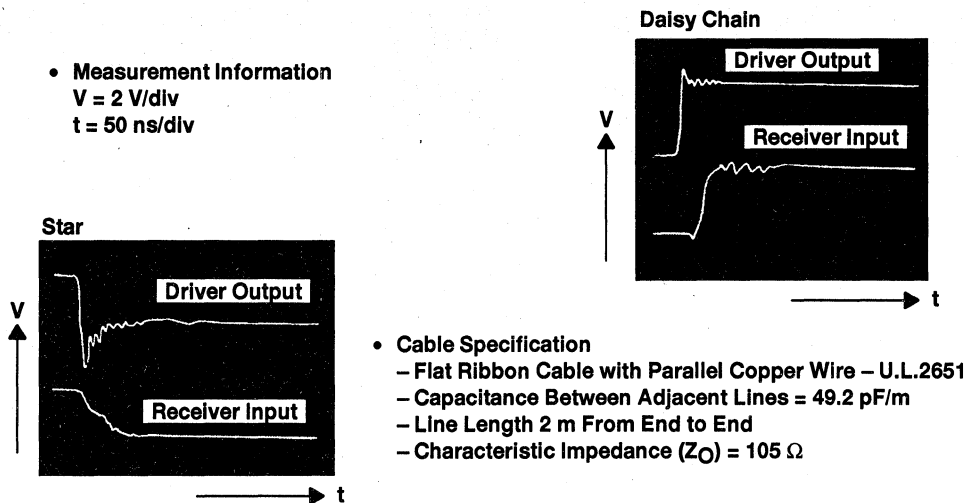 Daisy Chain
• Measurement Information
V = 2 V/div
t = 50 ns/div
Driver Output
V
Receiver Input
t
Star
Driver Output
V
Receiver Input
t
• Cable Specification
– Flat Ribbon Cable with Parallel Copper Wire – U.L.2651
– Capacitance Between Adjacent Lines = 49.2 pF/m
– Line Length 2 m From End to End
– Characteristic Impedance (ZO) = 105 Ω